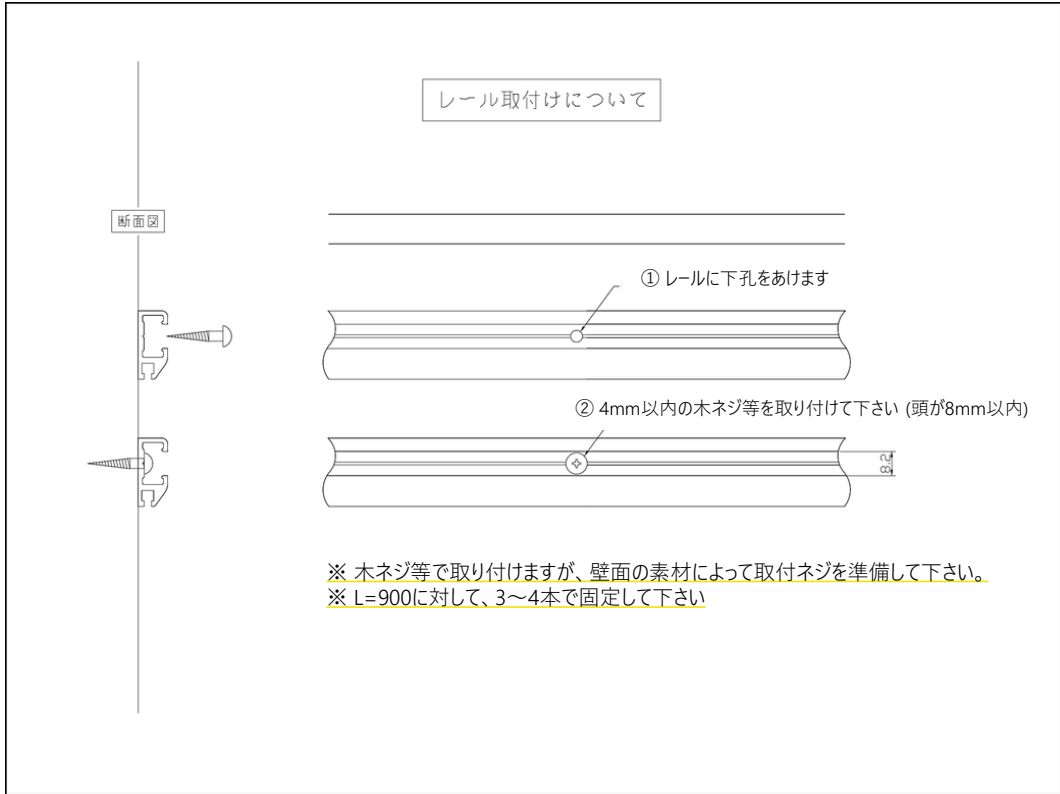 レール取付けについて
断面図
① レールに下孔をあけます
② 4mm以内の木ネジ等を取り付けて下さい (頭が8mm以内)
8.2
※ 木ネジ等で取り付けますが、壁面の素材によって取付ネジを準備して下さい。
※ L=900に対して、3～4本で固定して下さい